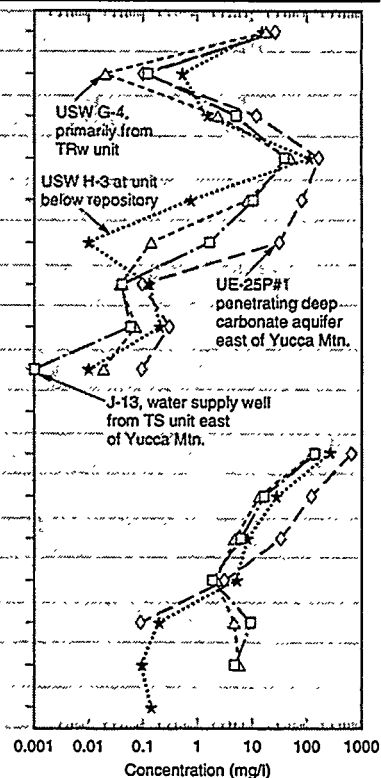 USW G-4,
primarily from
TRw unit
USW H-3 at unit
below repository
UE-25P#1
penetrating deep
carbonate aquifer
east of Yucca Mtn.
J-13, water supply well
from TS unit east
of Yucca Mtn.
0.001 0.01 0.1 1 10 100 1000
Concentration (mg/l)